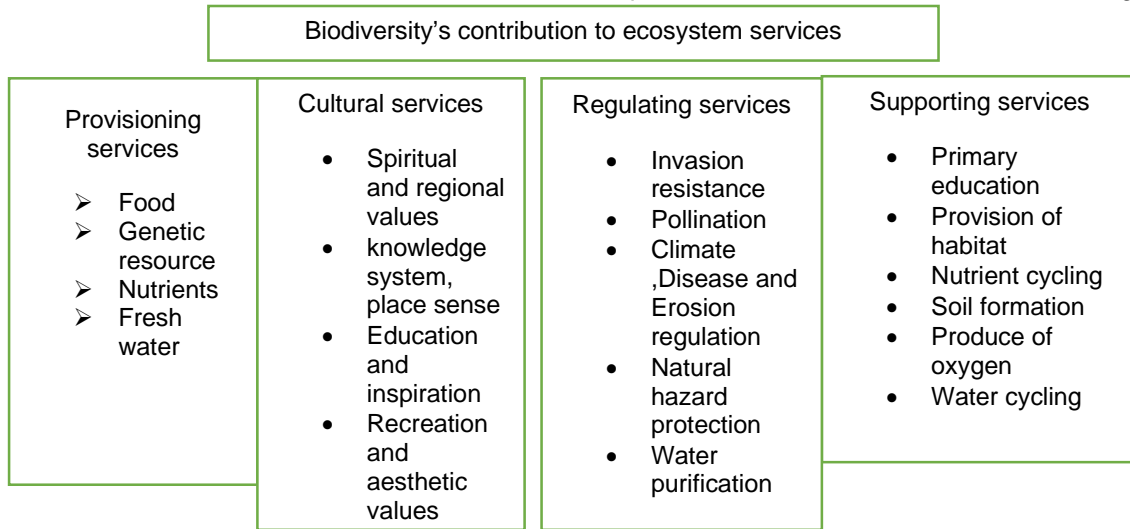 Biodiversity's contribution to ecosystem services
Provisioning
services
➢ Food
➢ Genetic
resource
➢ Nutrients
➢ Fresh
water
Cultural services
• Spiritual
and regional
values
• knowledge
system,
place sense
• Education
and
inspiration
• Recreation
and
aesthetic
values
Regulating services
• Invasion
resistance
• Pollination
• Climate
,Disease and
Erosion
regulation
• Natural
hazard
protection
• Water
purification
Supporting services
• Primary
education
• Provision of
habitat
• Nutrient cycling
• Soil formation
• Produce of
oxygen
• Water cycling